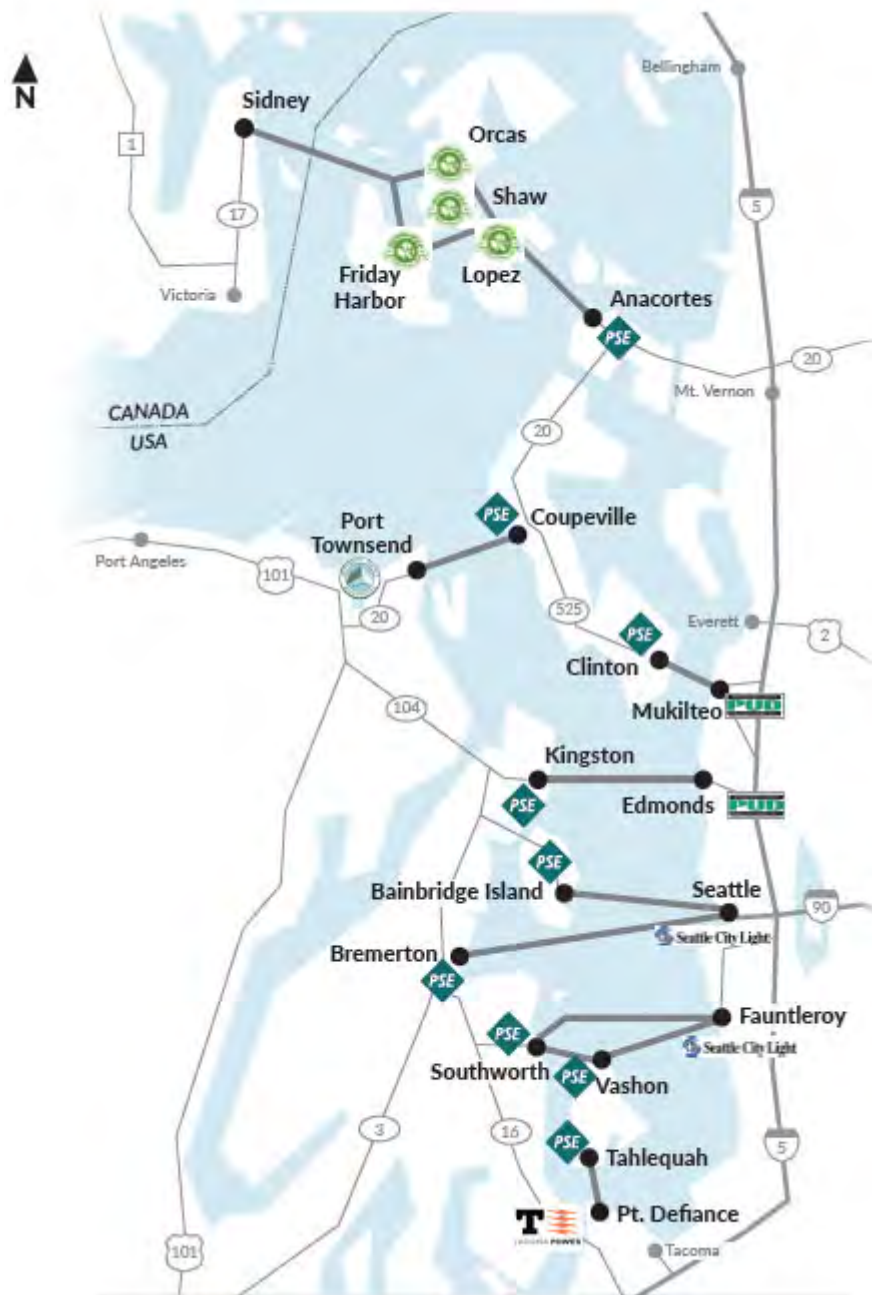 N
Sidney
Bellingham
Orcas
1
Shaw
17
5
Victoria
Friday
Harbor
Lopez
Anacortes
PSE
20
Mt. Vernon
CANADA
USA
20
PSE
Coupeville
Port
Townsend
Port Angeles
101
20
525
Everett
2
PSE
Clinton
Mukilteo
PUD
104
Kingston
Edmonds
PUD
PSE
PSE
Bainbridge Island
Seattle
90
Seattle City Light
Bremerton
PSE
Fauntleroy
PSE
Seattle City Light
Southworth
PSE
Vashon
3
16
PSE
5
Tahlequah
T
TACOMA POWER
Pt. Defiance
101
Tacoma